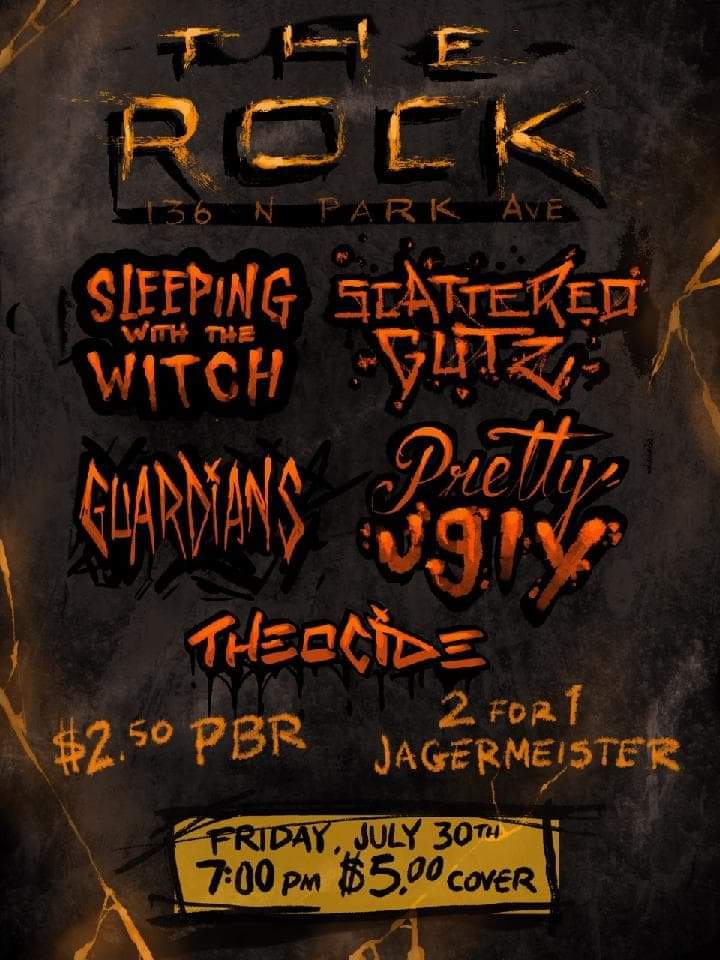 THE
ROCK
136 N PARK AVE
SLEEPING
WITH THE
WITCH
SCATTERED
GUTZ
GUARDIANS
Pretty
ugly
THEOCIDE
$2.50 PBR
2 FOR 1
JAGERMEISTER
FRIDAY, JULY 30TH
7:00 PM $5.00 COVER